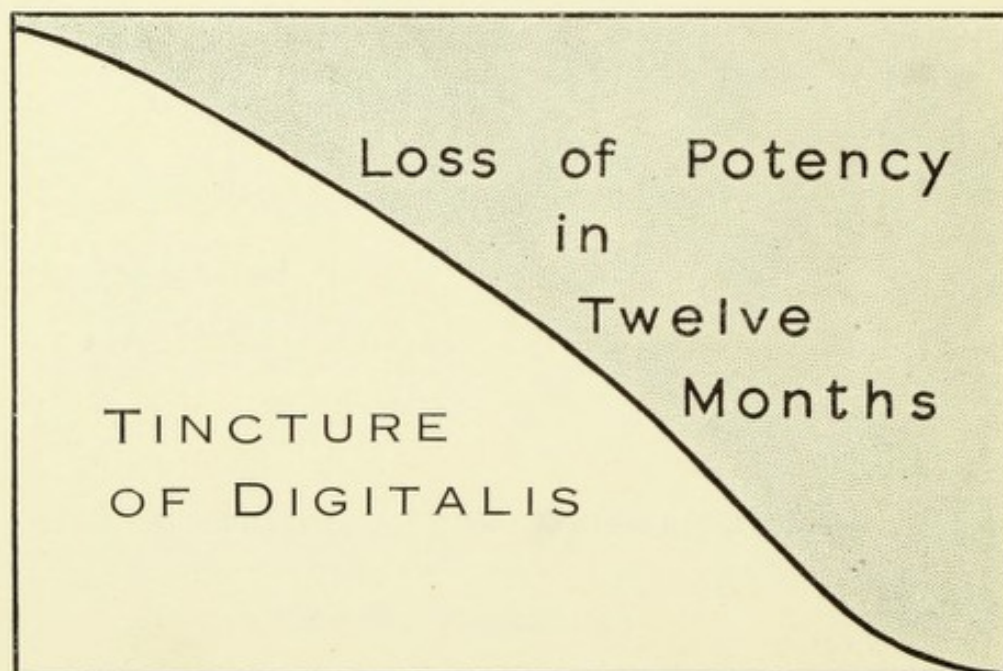 Loss of Potency
in
Twelve
Months
TINCTURE
OF DIGITALIS